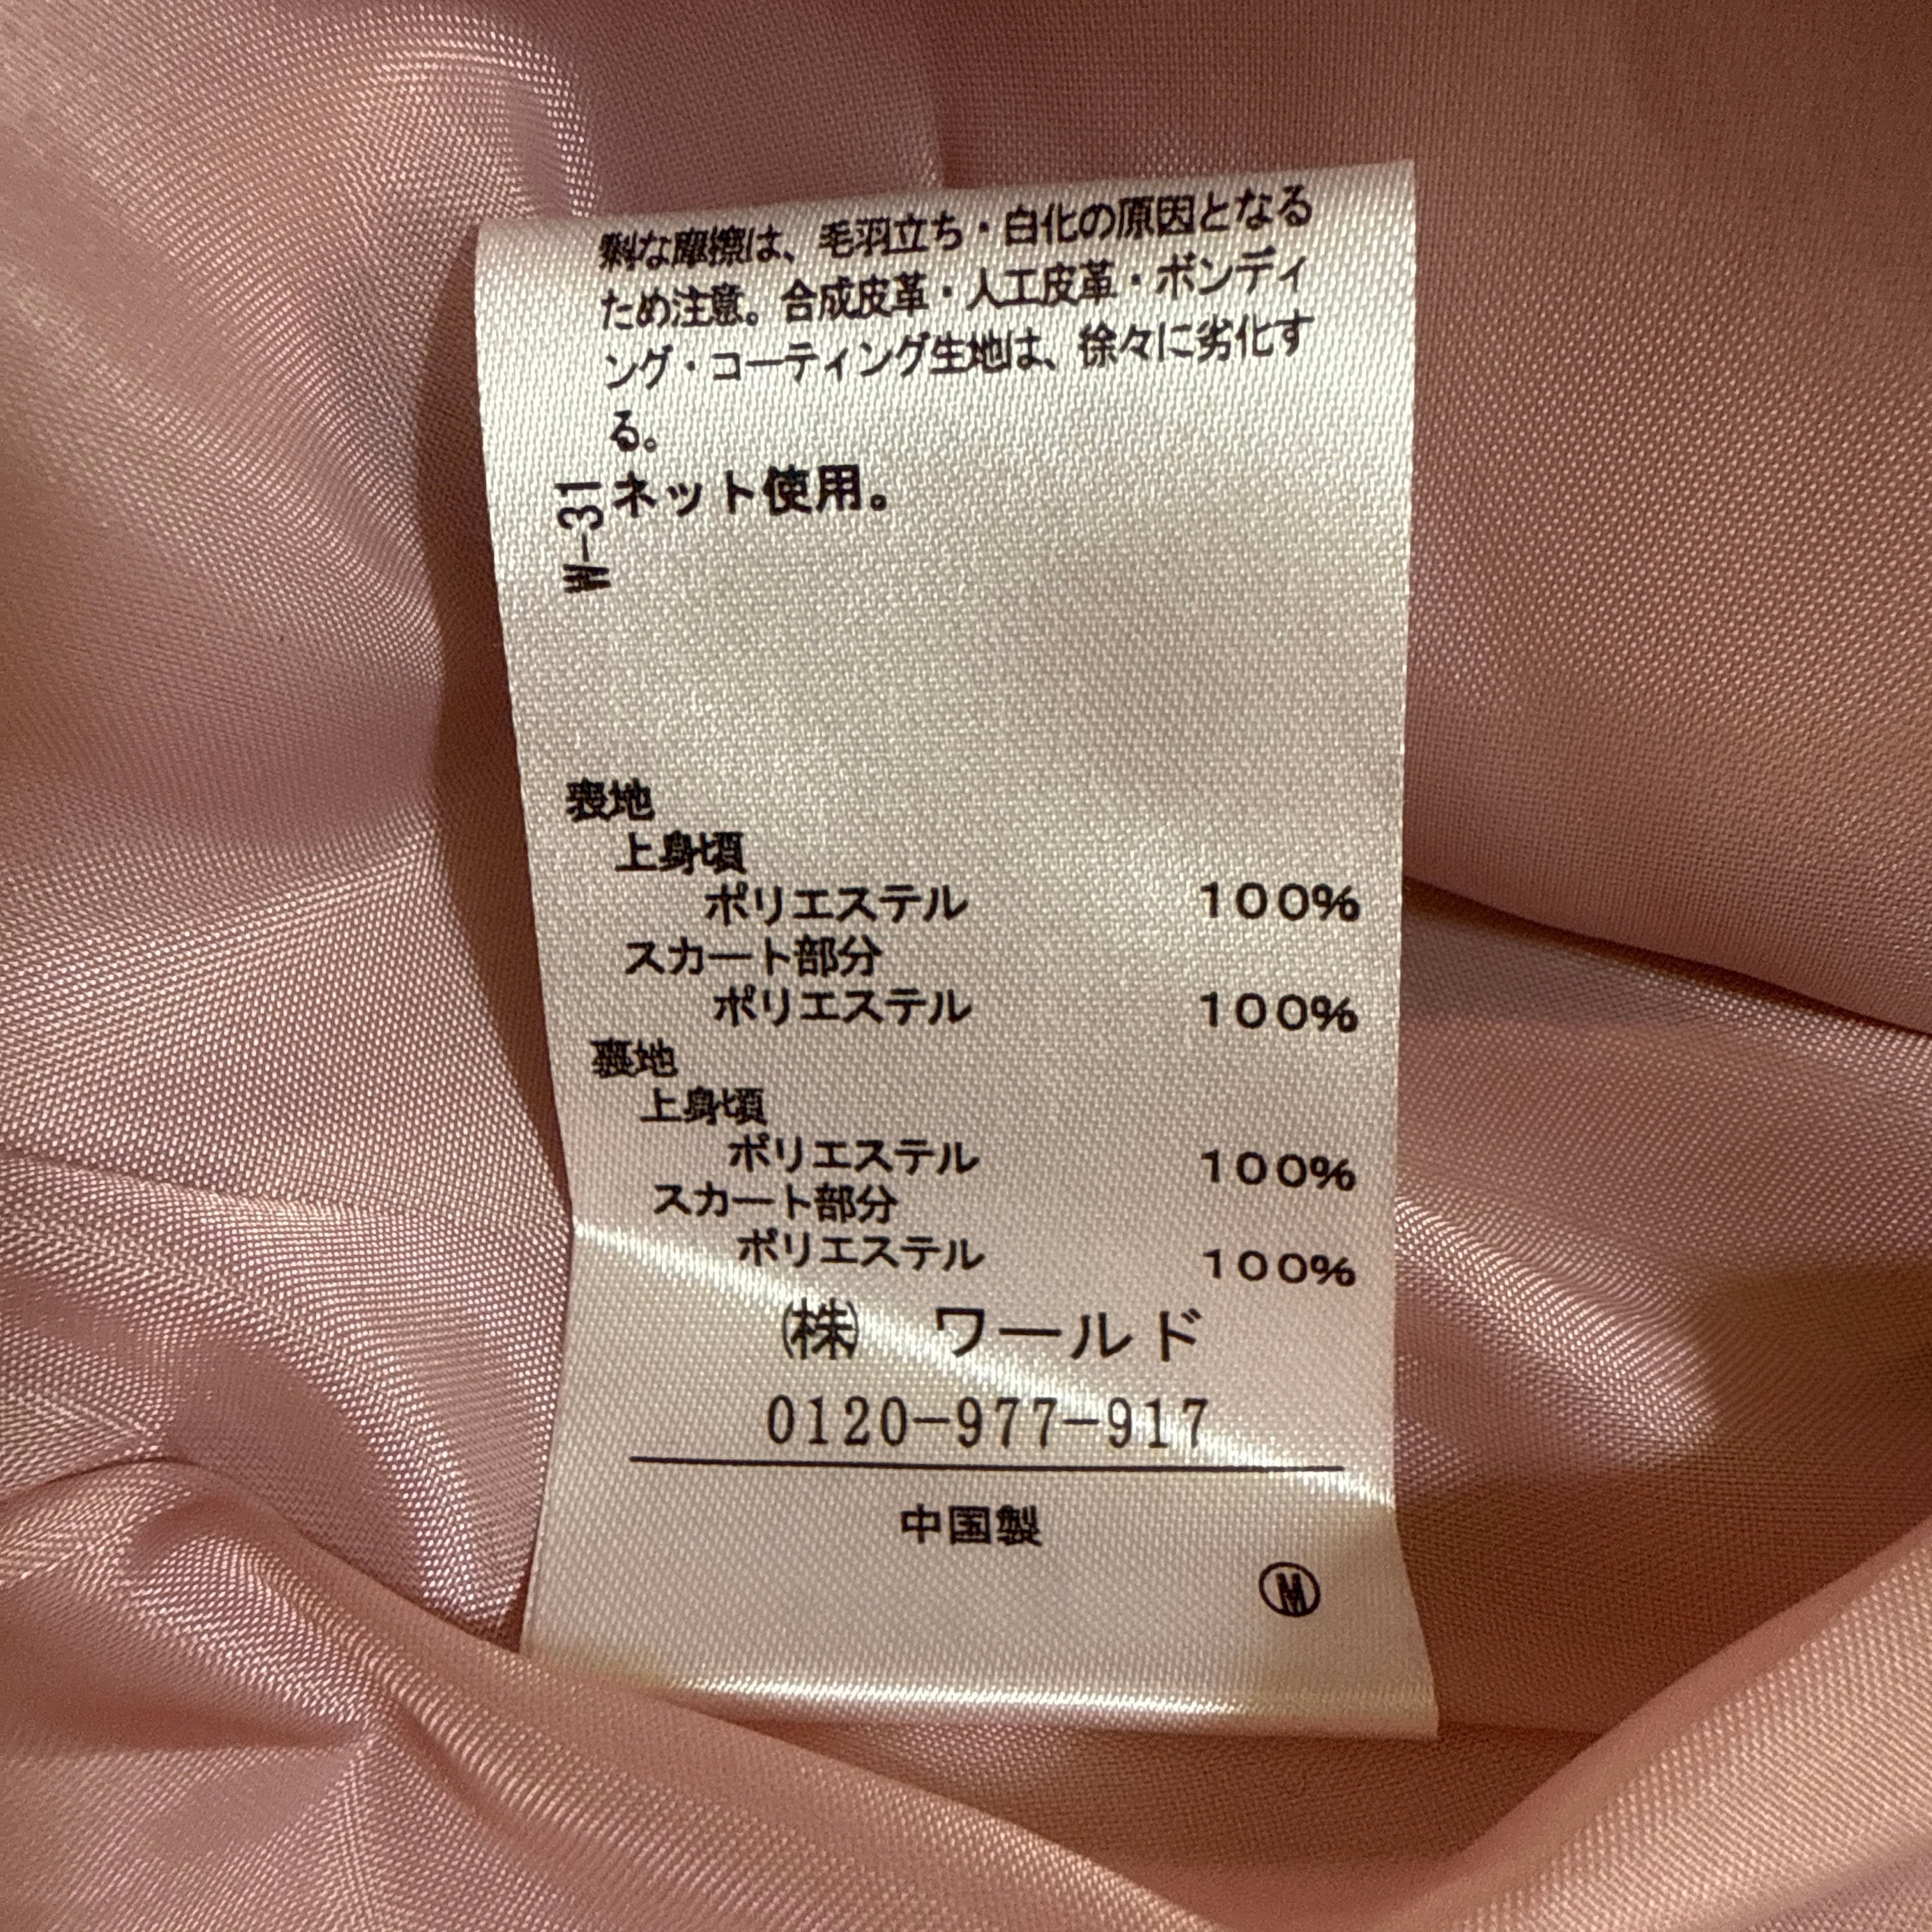 剰な摩擦は、毛羽立ち・白化の原因となる
ため注意。合成皮革・人工皮革・ボンディ
ング・コーティング生地は、徐々に劣化す
る。
W-31
ネット使用。
表地
上身頃
ポリエステル 100%
スカート部分
ポリエステル 100%
裏地
上身頃
ポリエステル 100%
スカート部分
ポリエステル 100%
㈱ ワールド
0120-977-917
中国製
Ⓜ